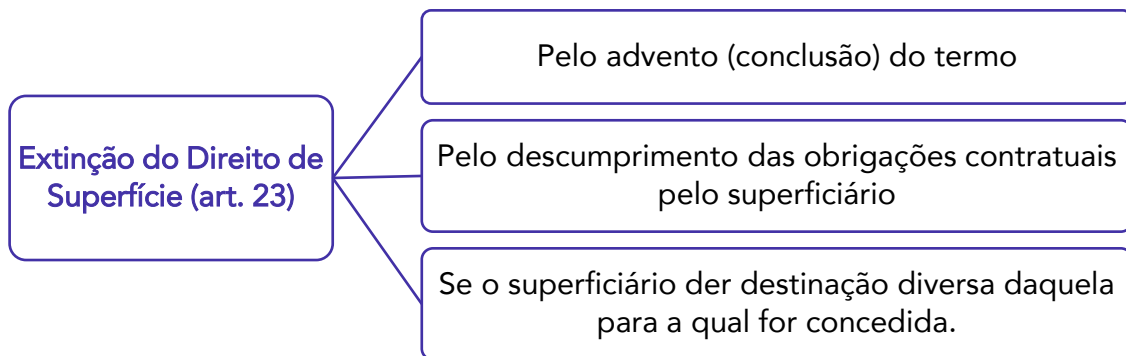 Extinção do Direito de
Superfície (art. 23)
Pelo advento (conclusão) do termo
Pelo descumprimento das obrigações contratuais
pelo superficiário
Se o superficiário der destinação diversa daquela
para a qual for concedida.